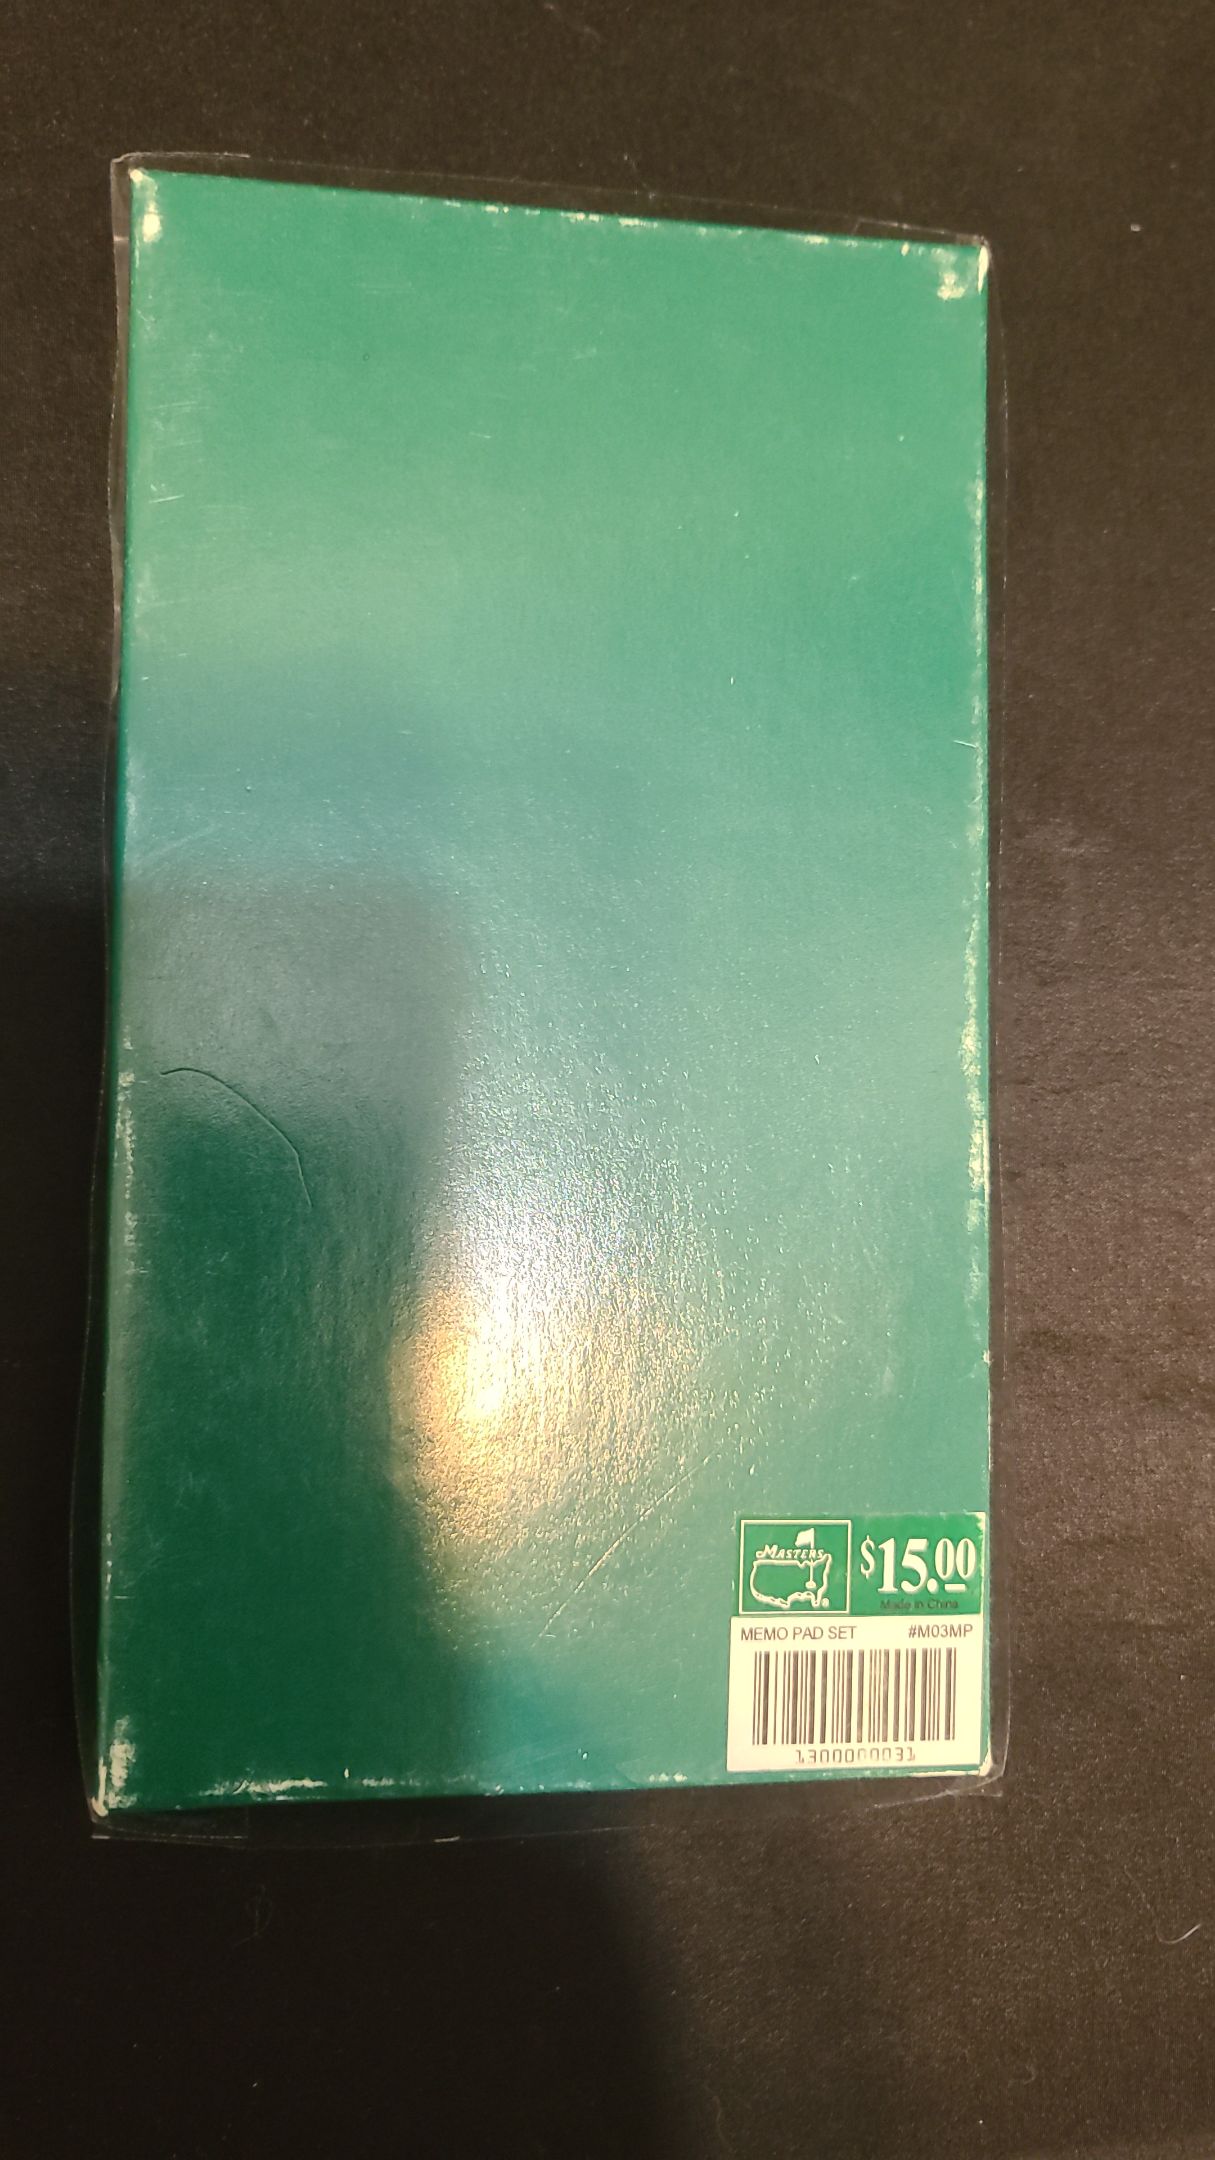 MASTERS
$15.00
Made in China
MEMO PAD SET #M03MP
1300000031